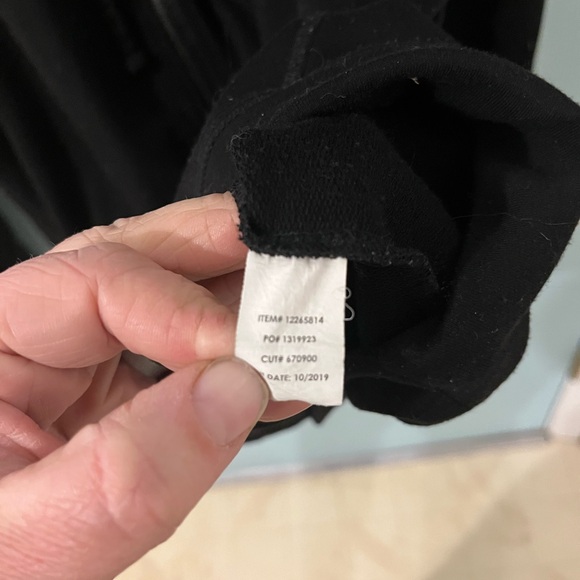 ITEM# 12265814
PO# 1319923
CUT# 670900
DATE: 10/2019